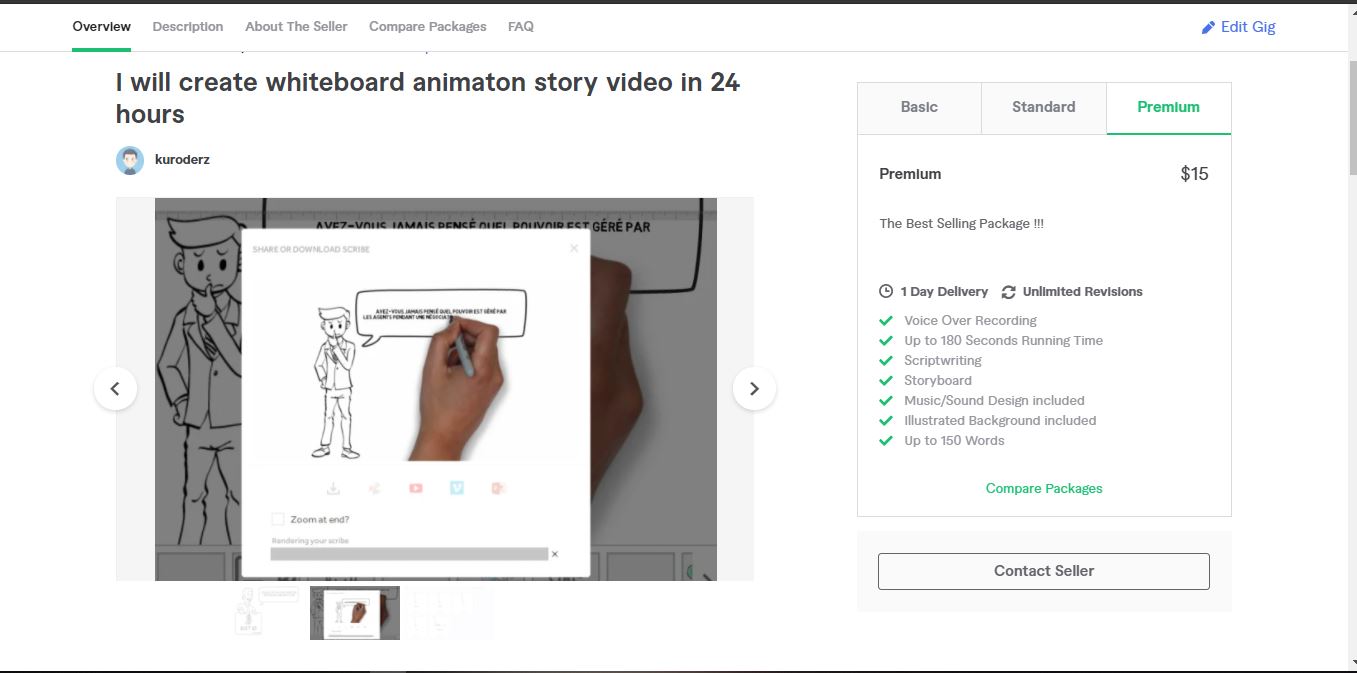 Overview Description About The Seller Compare Packages FAQ Edit Gig
I will create whiteboard animaton story video in 24
hours
kuroderz
AVEZ-VOUS JAMAIS PENSÉ QUEL POUVOIR EST GÉRÉ PAR
SHARE OR DOWNLOAD SCRIBE
AVEZ-VOUS JAMAIS PENSÉ QUEL POUVOIR EST GÉRÉ PAR
LES AGENTS PENDANT UNE
Zoom at end?
Rendering your scribe
Basic Standard Premium
Premium $15
The Best Selling Package !!!
1 Day Delivery Unlimited Revisions
Voice Over Recording
Up to 180 Seconds Running Time
Scriptwriting
Storyboard
Music/Sound Design included
Illustrated Background included
Up to 150 Words
Compare Packages
Contact Seller